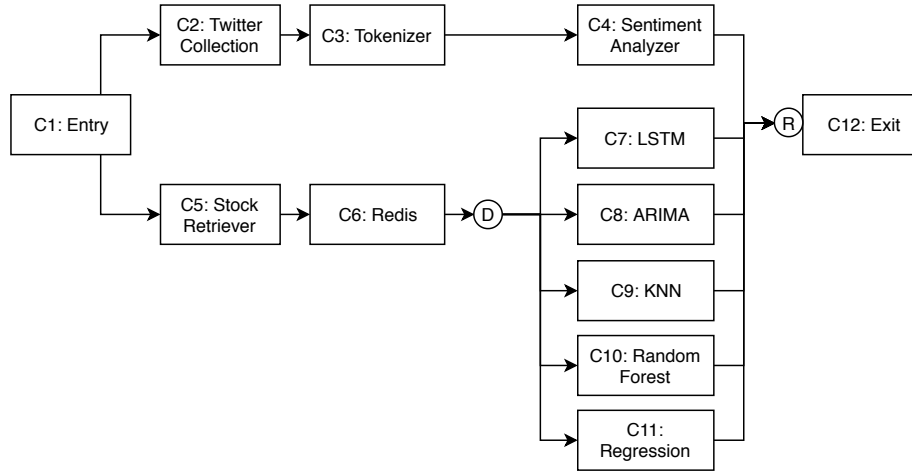 C2: Twitter
Collection
C3: Tokenizer
C4: Sentiment
Analyzer
C1: Entry
R
C12: Exit
C7: LSTM
C5: Stock
Retriever
C6: Redis
D
C8: ARIMA
C9: KNN
C10: Random
Forest
C11:
Regression